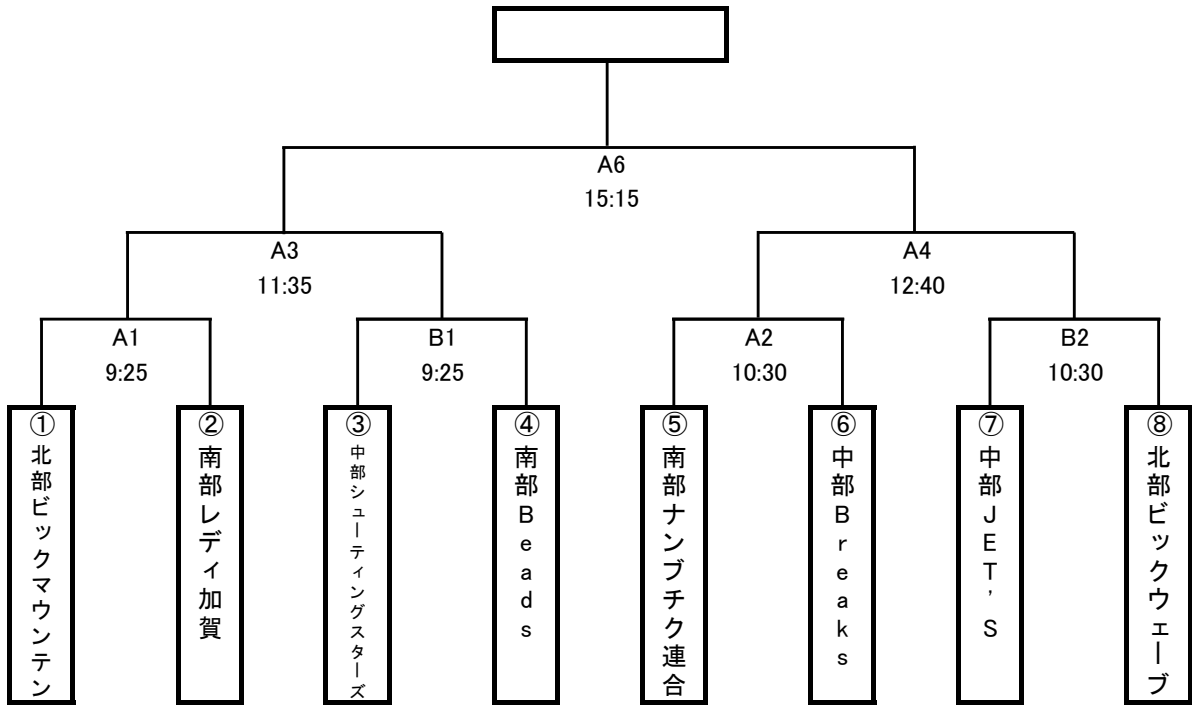 A6
15:15
A3
11:35
A4
12:40
A1
9:25
B1
9:25
A2
10:30
B2
10:30
①北部ビックマウンテン
②南部レディ加賀
③中部シューティングスターズ
④南部Beads
⑤南部ナンブチク連合
⑥中部Breaks
⑦中部JET’S
⑧北部ビックウェーブ